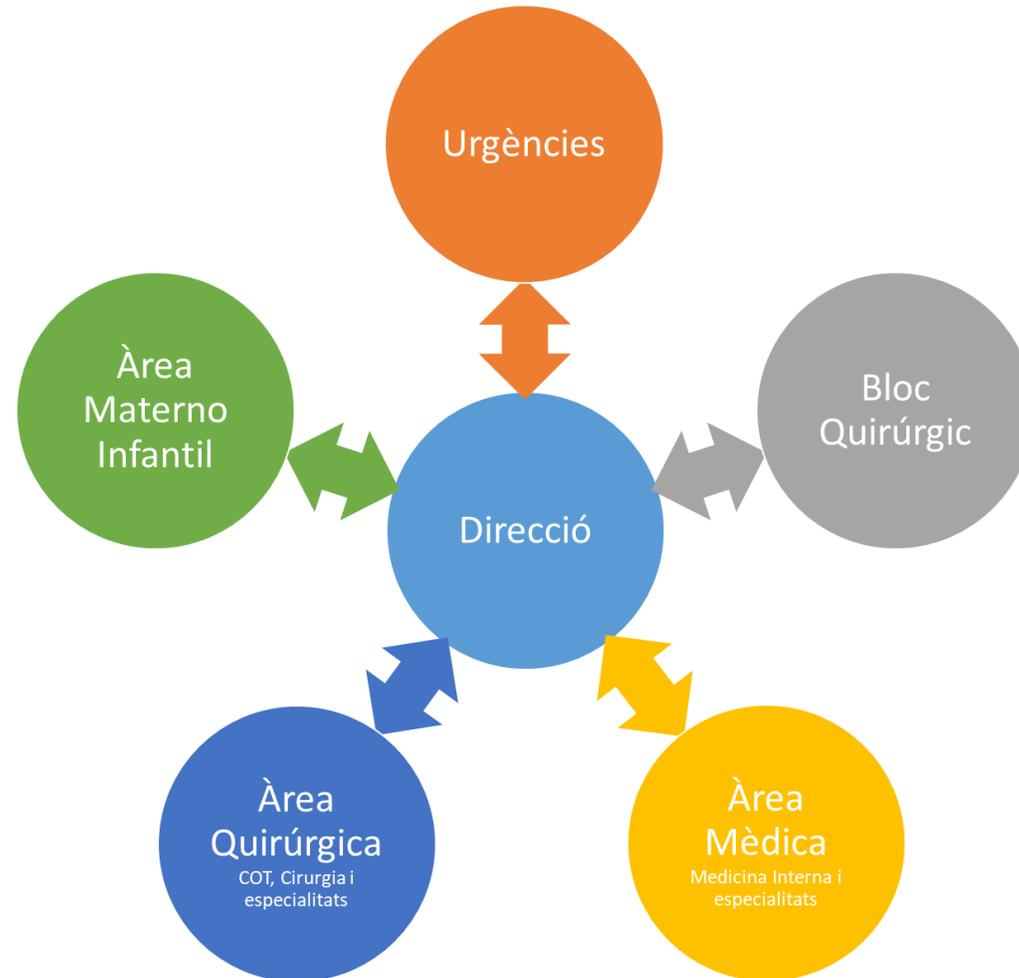 Urgències
Àrea
Materno
Infantil
Bloc
Quirúrgic
Direcció
Àrea
Quirúrgica
COT, Cirurgia i
especialitats
Àrea
Mèdica
Medicina Interna i
especialitats